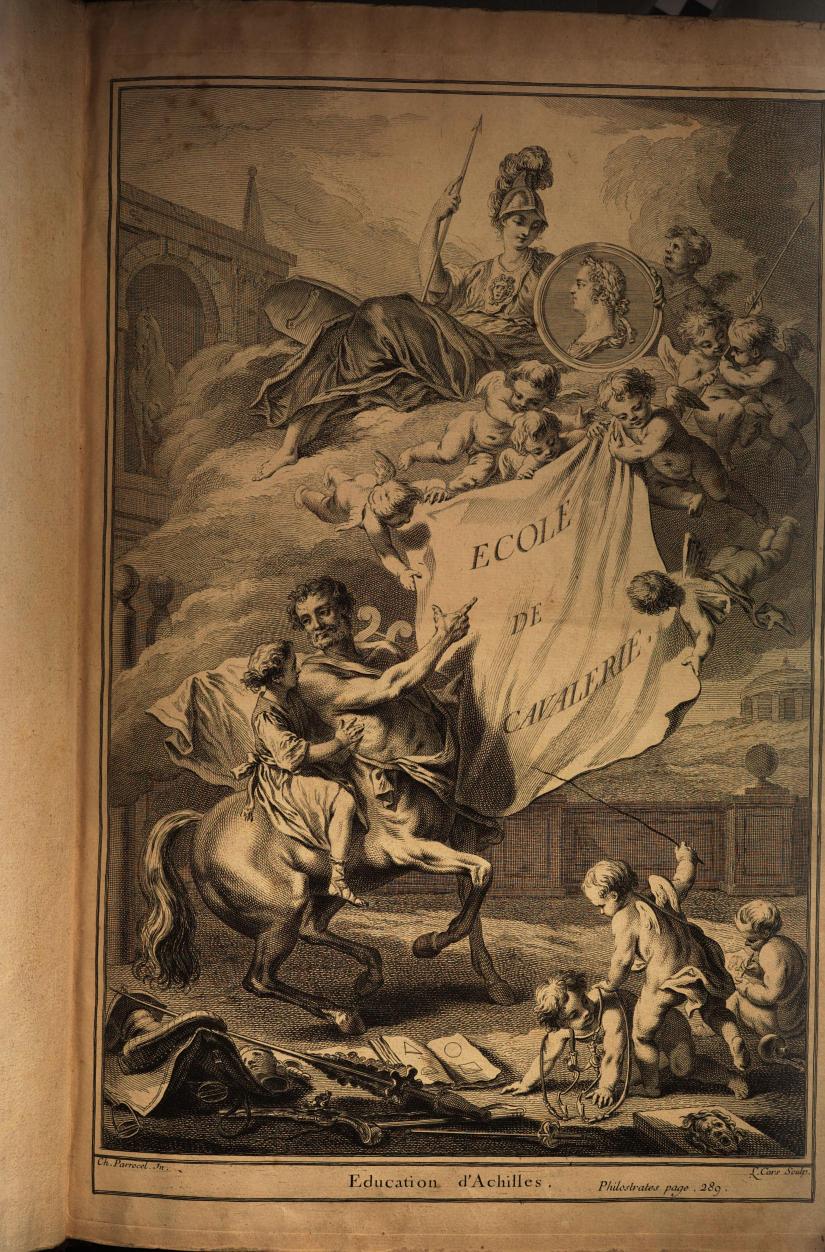 ECOLE
DE
CAVALERIE.
Ch. Parrocel. In.
L. Cars Sculp.
Education d'Achilles.
Philostrates page. 289.